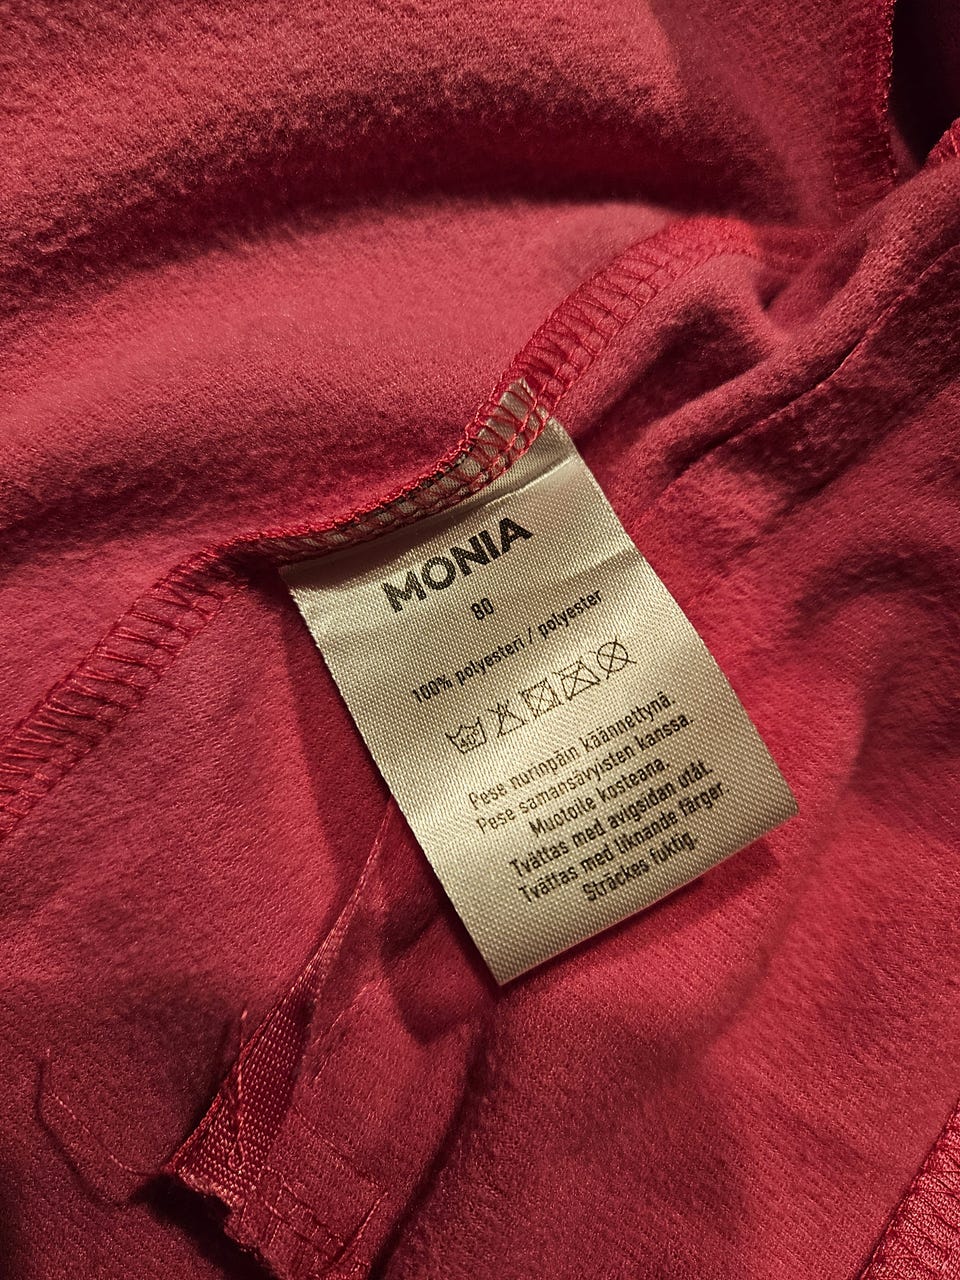 MONIA
80
100% polyesteri / polyester
40°
Pese nurinpäin käännettynä.
Pese samansävyisten kanssa.
Muotoile kosteana.
Tvättas med avigsidan utåt.
Tvättas med liknande färger.
Sträckes fuktig.